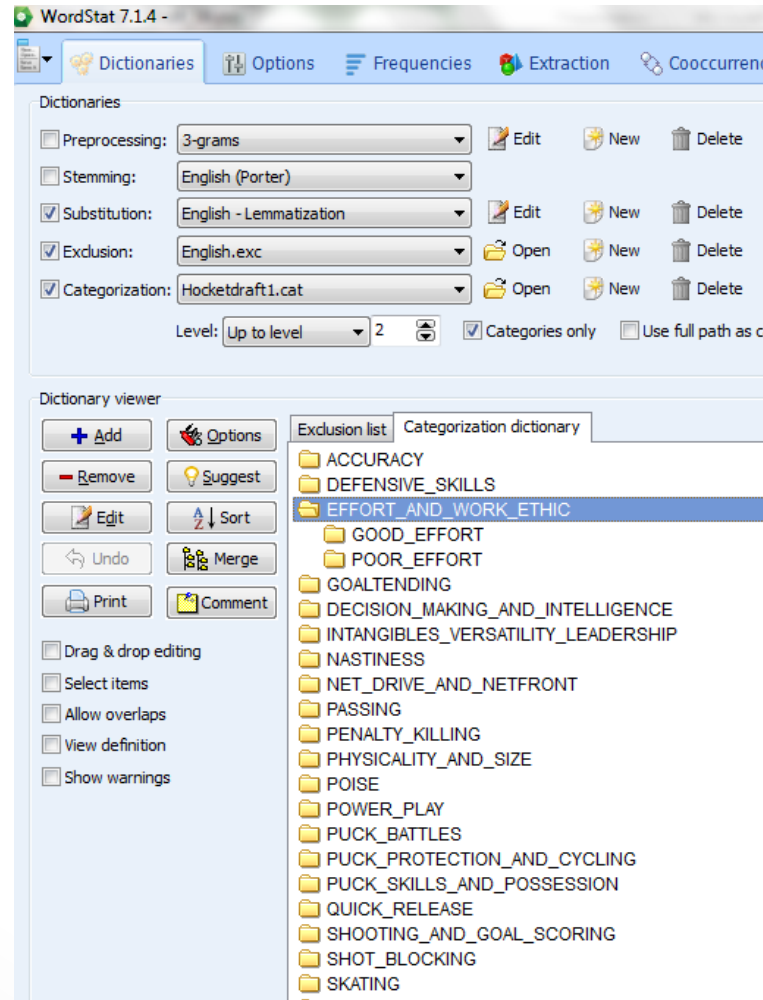 WordStat 7.1.4 -
Dictionaries Options Frequencies Extraction Cooccurrenc
Dictionaries
Preprocessing: 3-grams Edit New Delete
Stemming: English (Porter)
Substitution: English - Lemmatization Edit New Delete
Exclusion: English.exc Open New Delete
Categorization: Hocketdraft1.cat Open New Delete
Level: Up to level 2 Categories only Use full path as c
Dictionary viewer
Add Options Exclusion list Categorization dictionary
ACCURACY
Remove Suggest DEFENSIVE_SKILLS
EFFORT_AND_WORK_ETHIC
Edit Sort GOOD_EFFORT
Undo Merge POOR_EFFORT
GOALTENDING
Print Comment DECISION_MAKING_AND_INTELLIGENCE
INTANGIBLES_VERSATILITY_LEADERSHIP
Drag & drop editing NASTINESS
Select items NET_DRIVE_AND_NETFRONT
Allow overlaps PASSING
View definition PENALTY_KILLING
Show warnings PHYSICALITY_AND_SIZE
POISE
POWER_PLAY
PUCK_BATTLES
PUCK_PROTECTION_AND_CYCLING
PUCK_SKILLS_AND_POSSESSION
QUICK_RELEASE
SHOOTING_AND_GOAL_SCORING
SHOT_BLOCKING
SKATING